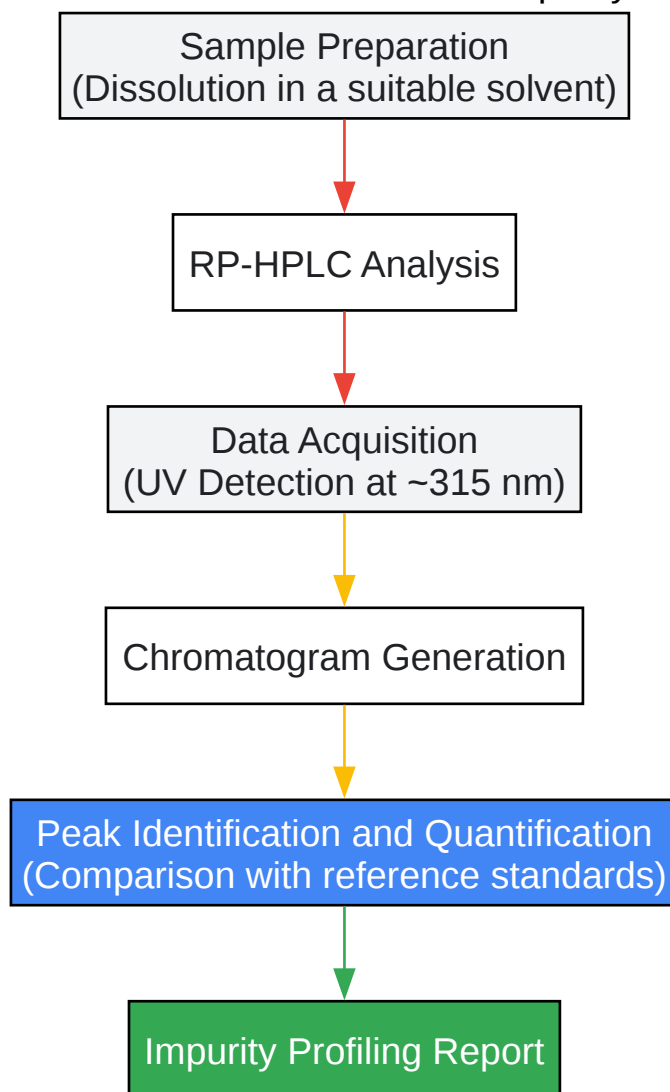 Sample Preparation
(Dissolution in a suitable solvent)
RP-HPLC Analysis
Data Acquisition
(UV Detection at ~315 nm)
Chromatogram Generation
Peak Identification and Quantification
(Comparison with reference standards)
Impurity Profiling Report